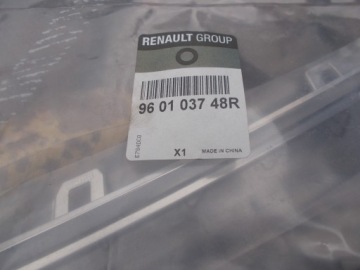 RENAULT GROUP
96 01 037 48R
X1
MADE IN CHINA